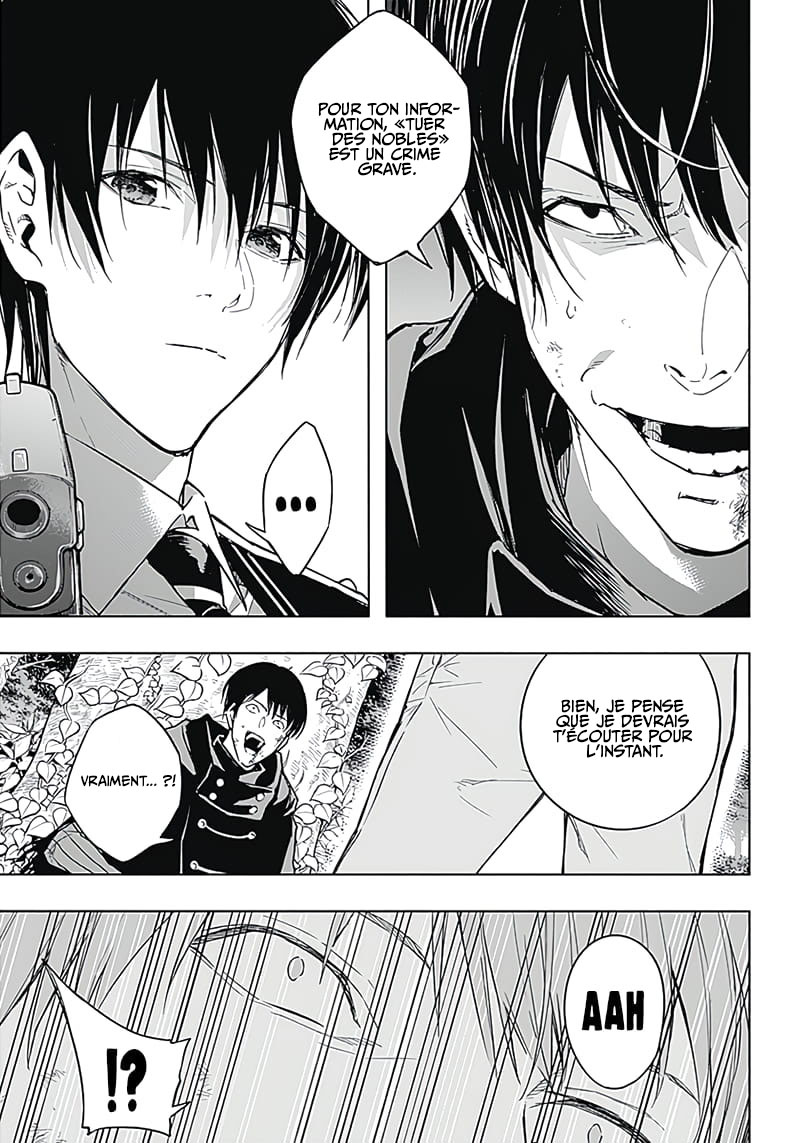 POUR TON INFOR-
MATION, «TUER
DES NOBLES»
EST UN CRIME
GRAVE.
...
BIEN, JE PENSE
QUE JE DEVRAIS
T'ÉCOUTER POUR
L'INSTANT.
VRAIMENT... ?!
AAH
!?